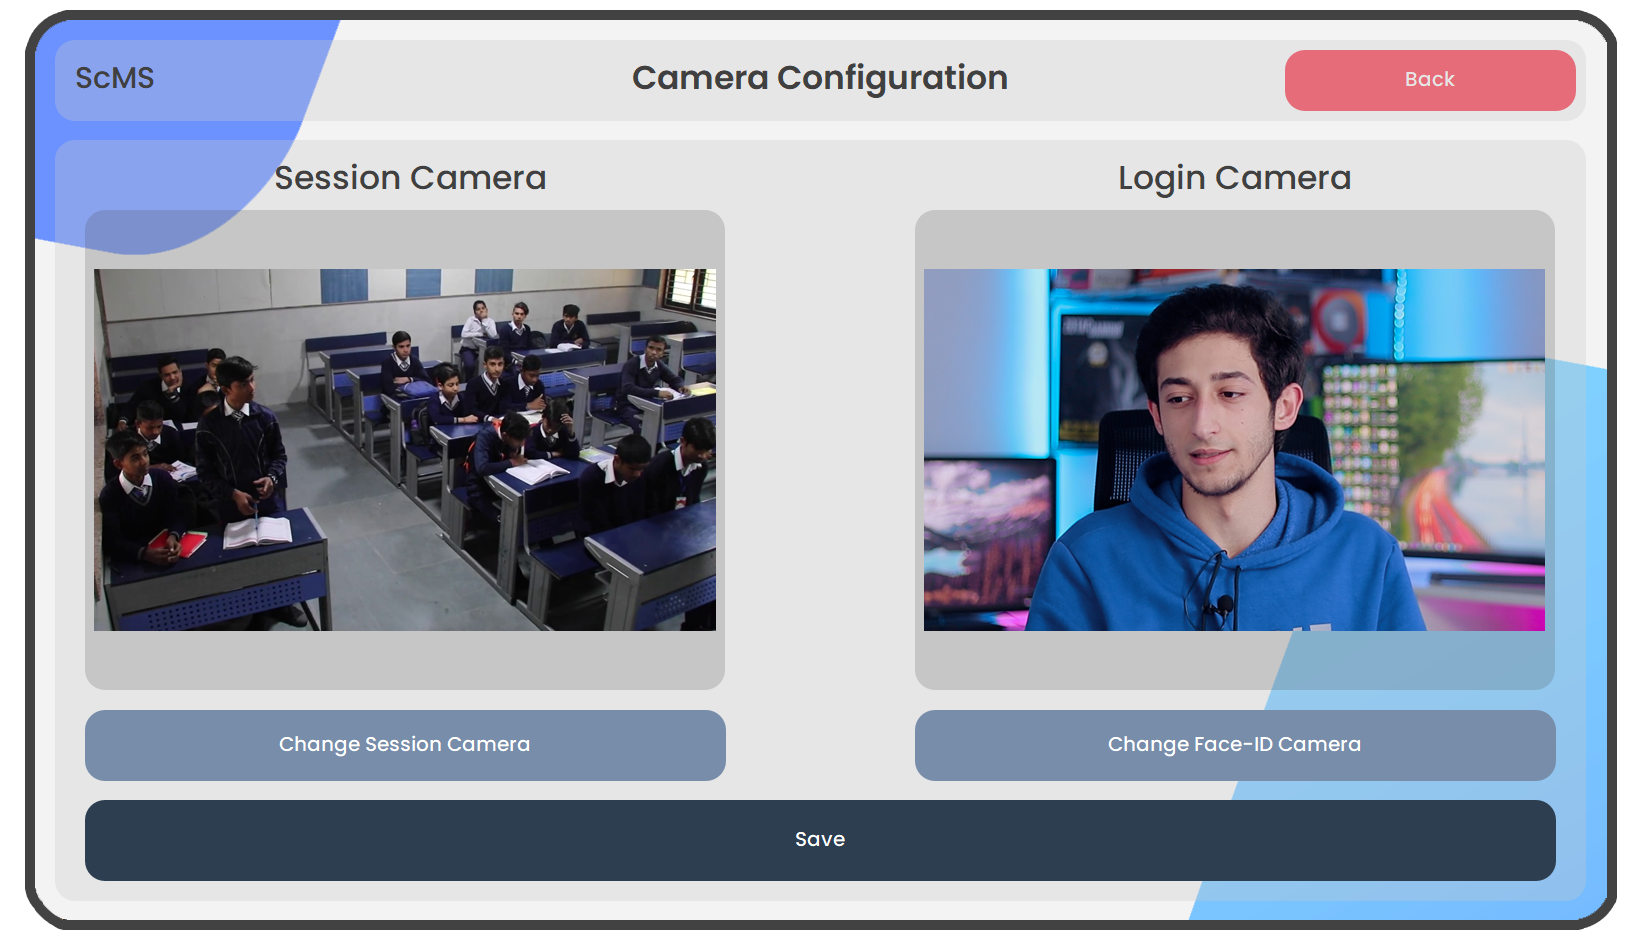 ScMS
Camera Configuration
Back
Session Camera
Login Camera
Change Session Camera
Change Face-ID Camera
Save